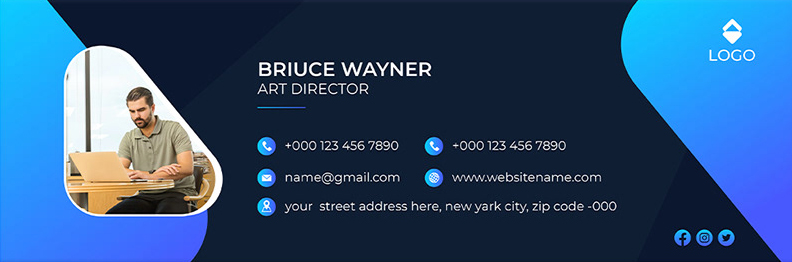 LOGO
BRIUCE WAYNER
ART DIRECTOR
+000 123 456 7890
+000 123 456 7890
name@gmail.com
www.websitename.com
your street address here, new yark city, zip code -000